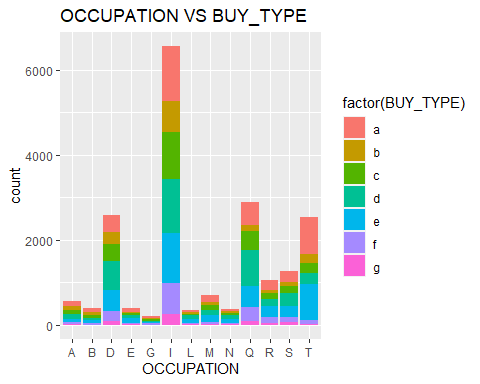 OCCUPATION VS BUY_TYPE
6000
4000
2000
0
count
A B D E G I L M N Q R S T
OCCUPATION
factor(BUY_TYPE)
a
b
c
d
e
f
g